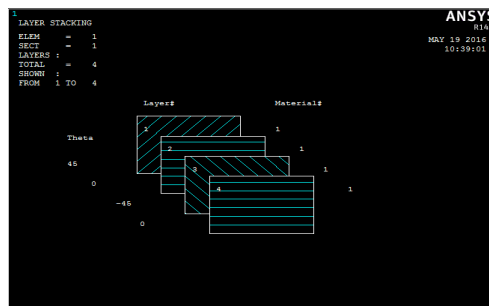 1
LAYER STACKING
ELEM = 1
SECT = 1
LAYERS :
TOTAL = 4
SHOWN :
FROM 1 TO 4
ANSYS
R14
MAY 19 2016
10:39:01
Layer# Material#
Theta
1 1
45 2 1
0 3 1
-45 4 1
0